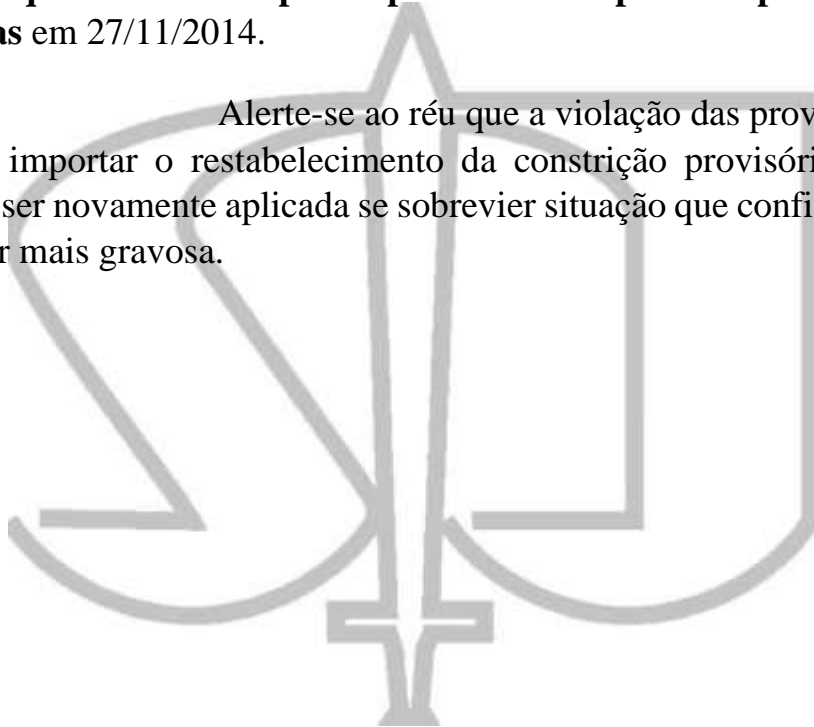 as em 27/11/2014.
Alerte-se ao réu que a violação das prov
importar o restabelecimento da constrição provisóri
ser novamente aplicada se sobrevier situação que confi
r mais gravosa.